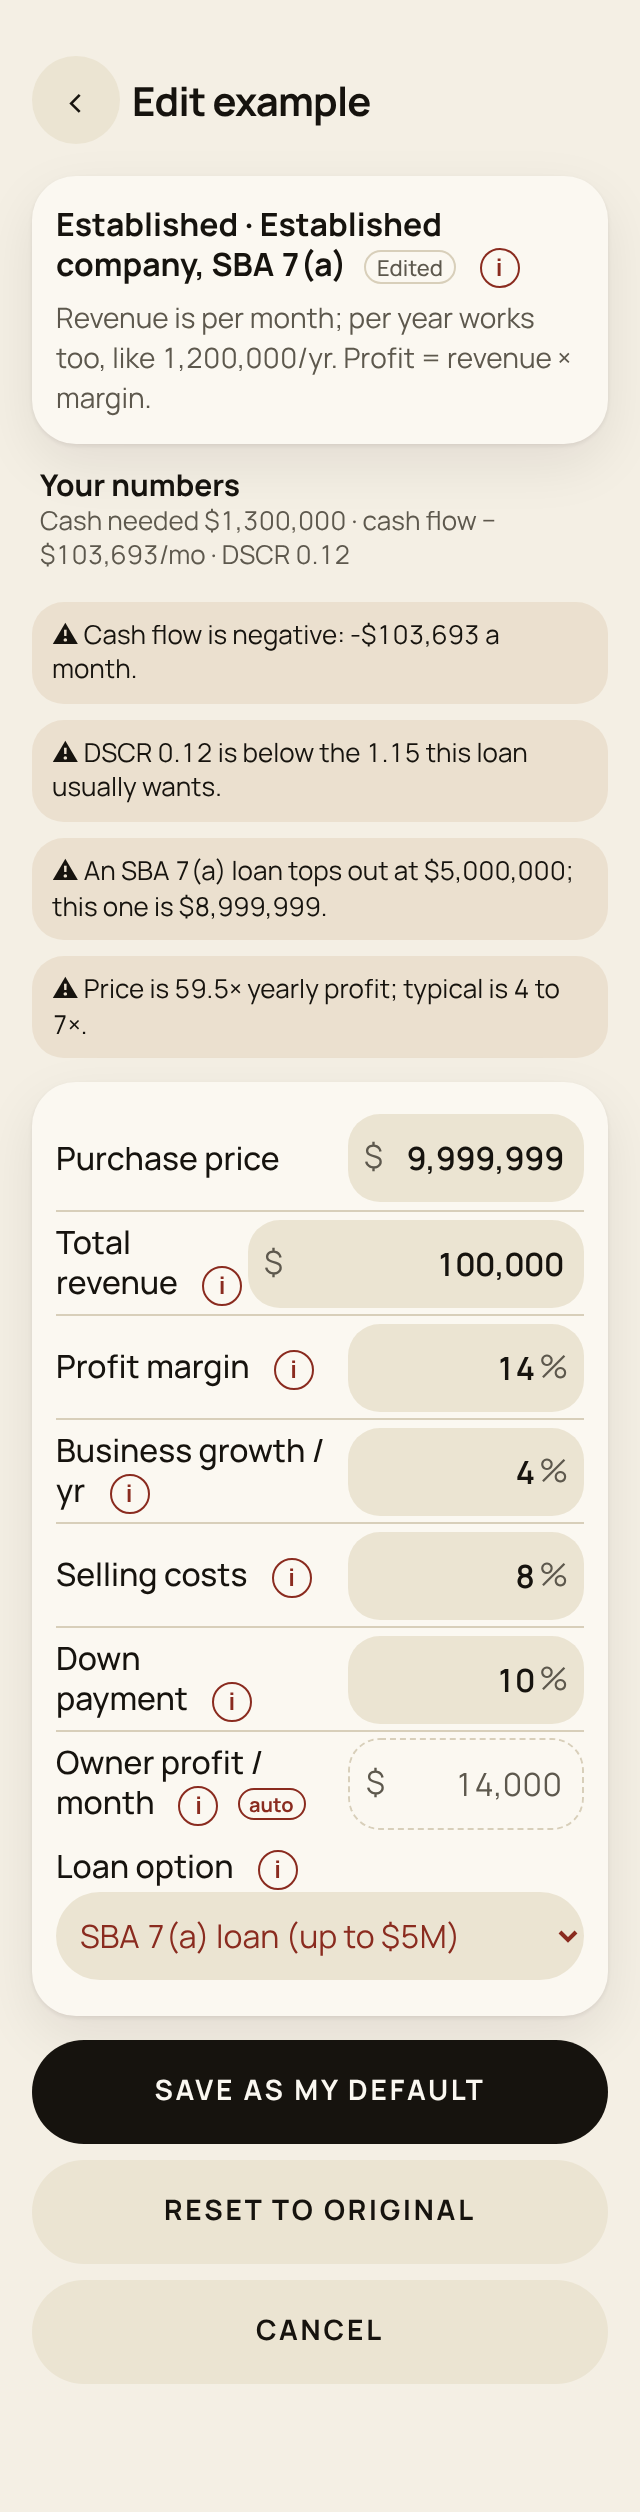 Edit example
Established · Established
company, SBA 7(a) Edited i
Revenue is per month; per year works
too, like 1,200,000/yr. Profit = revenue ×
margin.
Your numbers
Cash needed $1,300,000 · cash flow −
$103,693/mo · DSCR 0.12
⚠ Cash flow is negative: -$103,693 a
month.
⚠ DSCR 0.12 is below the 1.15 this loan
usually wants.
⚠ An SBA 7(a) loan tops out at $5,000,000;
this one is $8,999,999.
⚠ Price is 59.5× yearly profit; typical is 4 to
7×.
Purchase price $ 9,999,999
Total
revenue i $ 100,000
Profit margin i 14 %
Business growth /
yr i 4 %
Selling costs i 8 %
Down
payment i 10 %
Owner profit /
month i auto $ 14,000
Loan option i
SBA 7(a) loan (up to $5M)
SAVE AS MY DEFAULT
RESET TO ORIGINAL
CANCEL